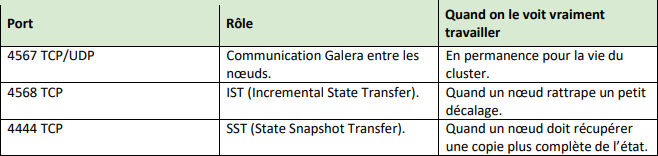 Port
Rôle
Quand on le voit vraiment
travailler
4567 TCP/UDP
Communication Galera entre les
nœuds.
En permanence pour la vie du
cluster.
4568 TCP
IST (Incremental State Transfer).
Quand un nœud rattrape un petit
décalage.
4444 TCP
SST (State Snapshot Transfer).
Quand un nœud doit récupérer
une copie plus complète de l’état.